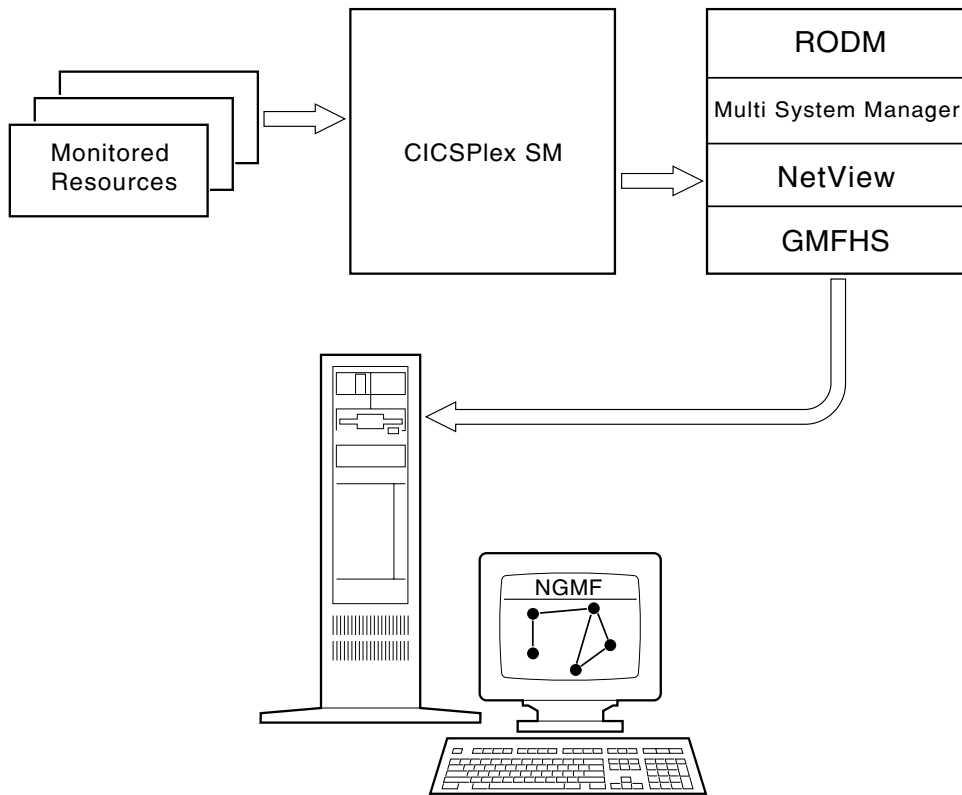 Monitored
Resources
CICSPlex SM
RODM
Multi System Manager
NetView
GMFHS
NGMF